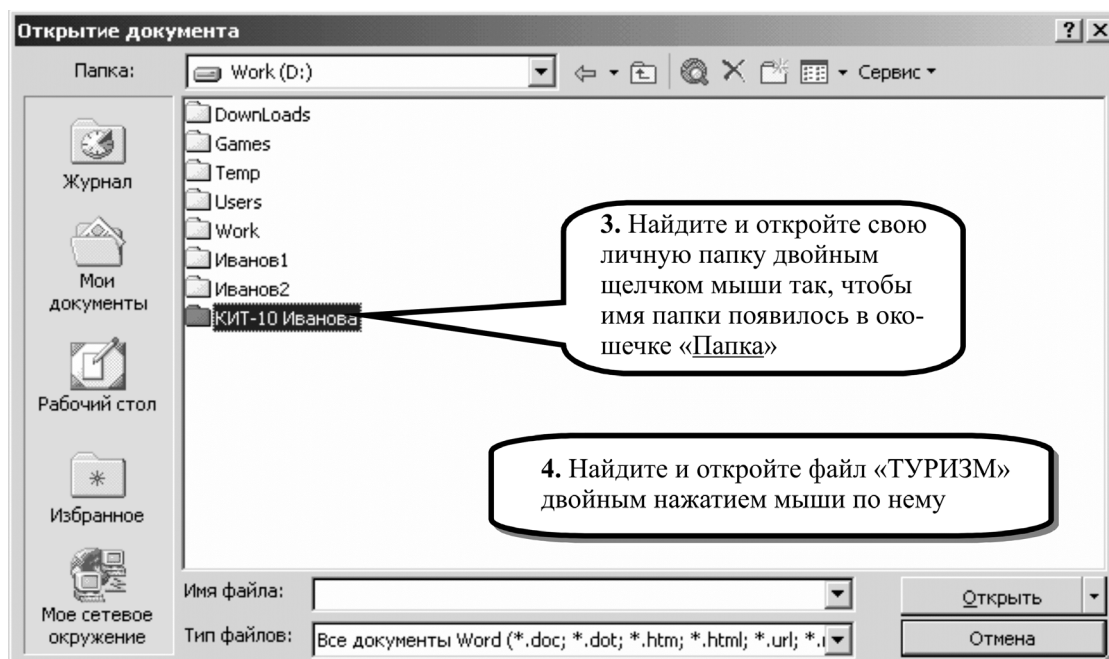 Открытие документа
Папка:
Work (D:)
Сервис
DownLoads
Games
Temp
Users
Work
Иванов1
Иванов2
КИТ-10 Иванова
Журнал
Мои
документы
Рабочий стол
Избранное
Мое сетевое
окружение
3. Найдите и откройте свою
личную папку двойным
щелчком мыши так, чтобы
имя папки появилось в око-
шечке «Папка»
4. Найдите и откройте файл «ТУРИЗМ»
двойным нажатием мыши по нему
Имя файла:
Открыть
Тип файлов:
Все документы Word (*.doc; *.dot; *.htm; *.html; *.url; *.
Отмена